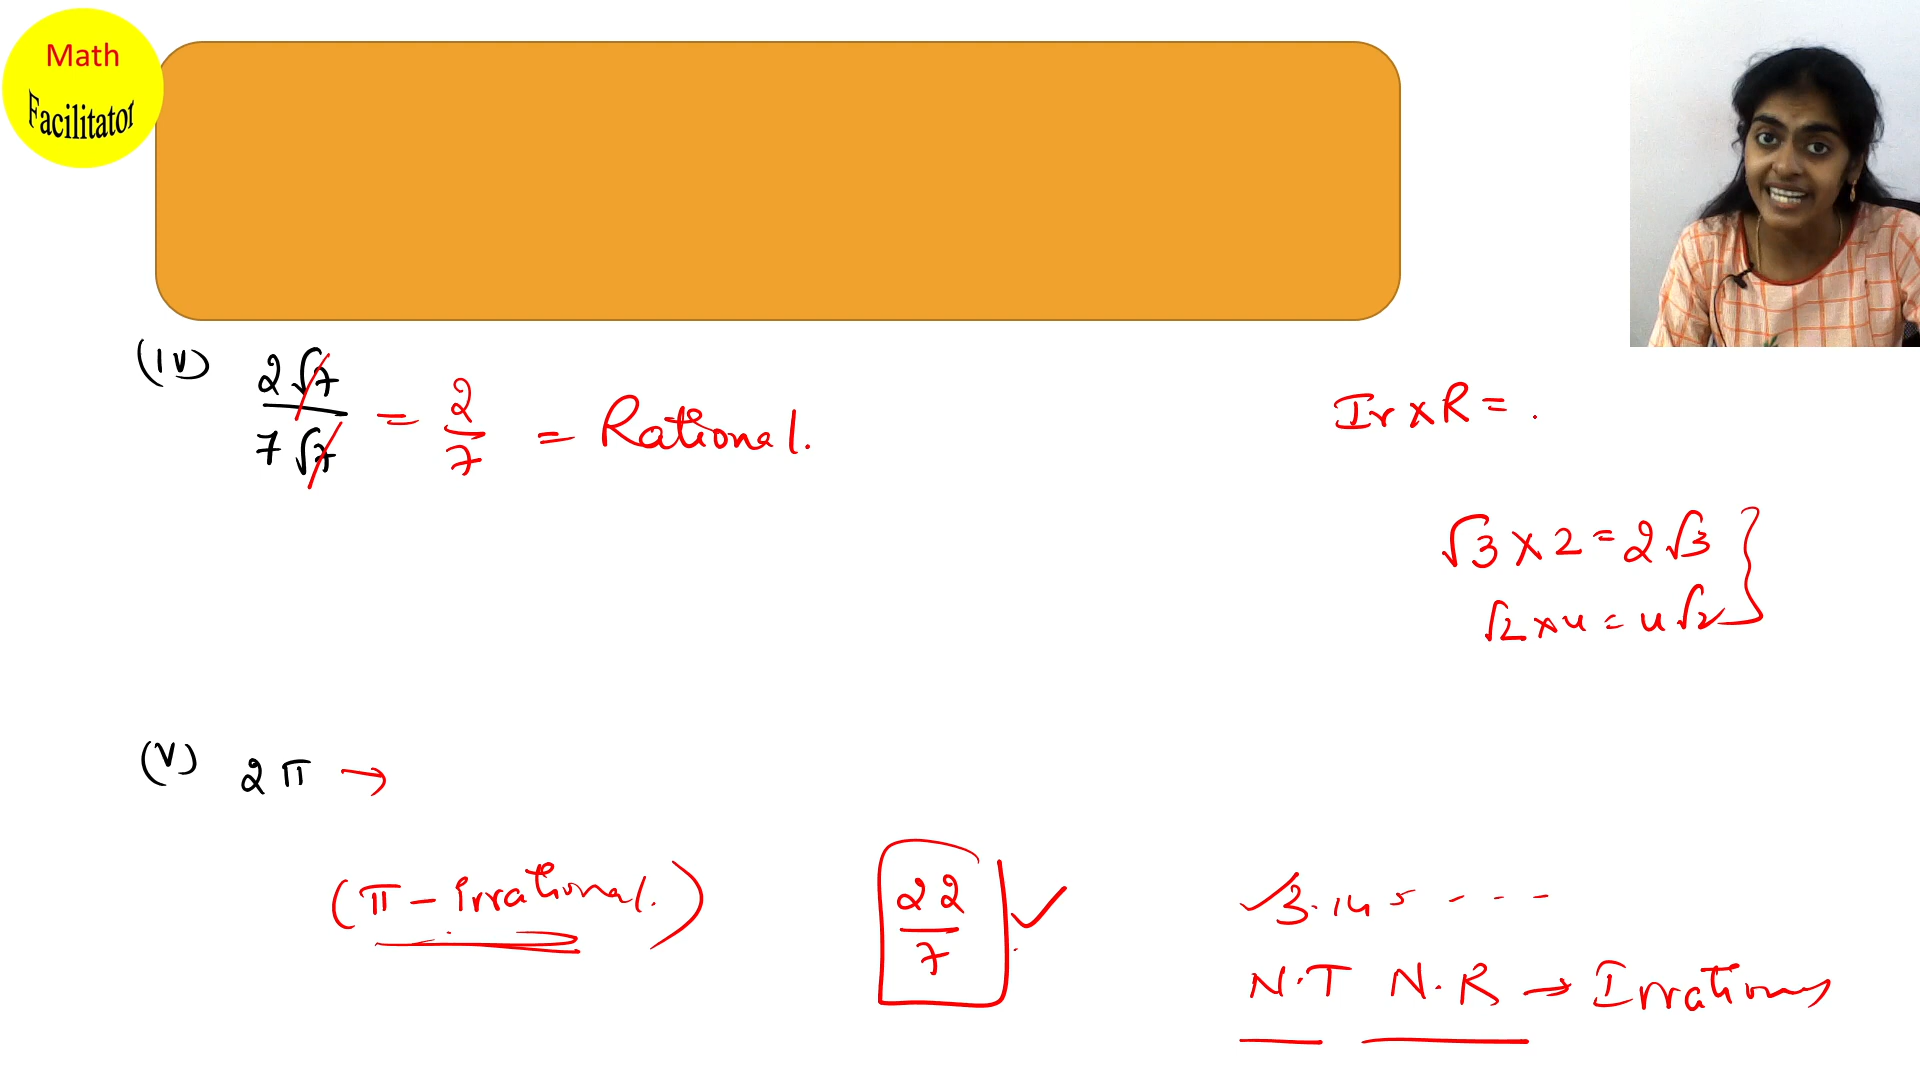 Math
Facilitator
(iv) 2√7 / 7√7 = 2/7 = Rational.
Ir × R = .
√3 × 2 = 2√3
√2 × 4 = 4√2
(V) 2π →
(π - irrational.)
22/7 ✓
3.145 - - -
N.T N.R → Irrational